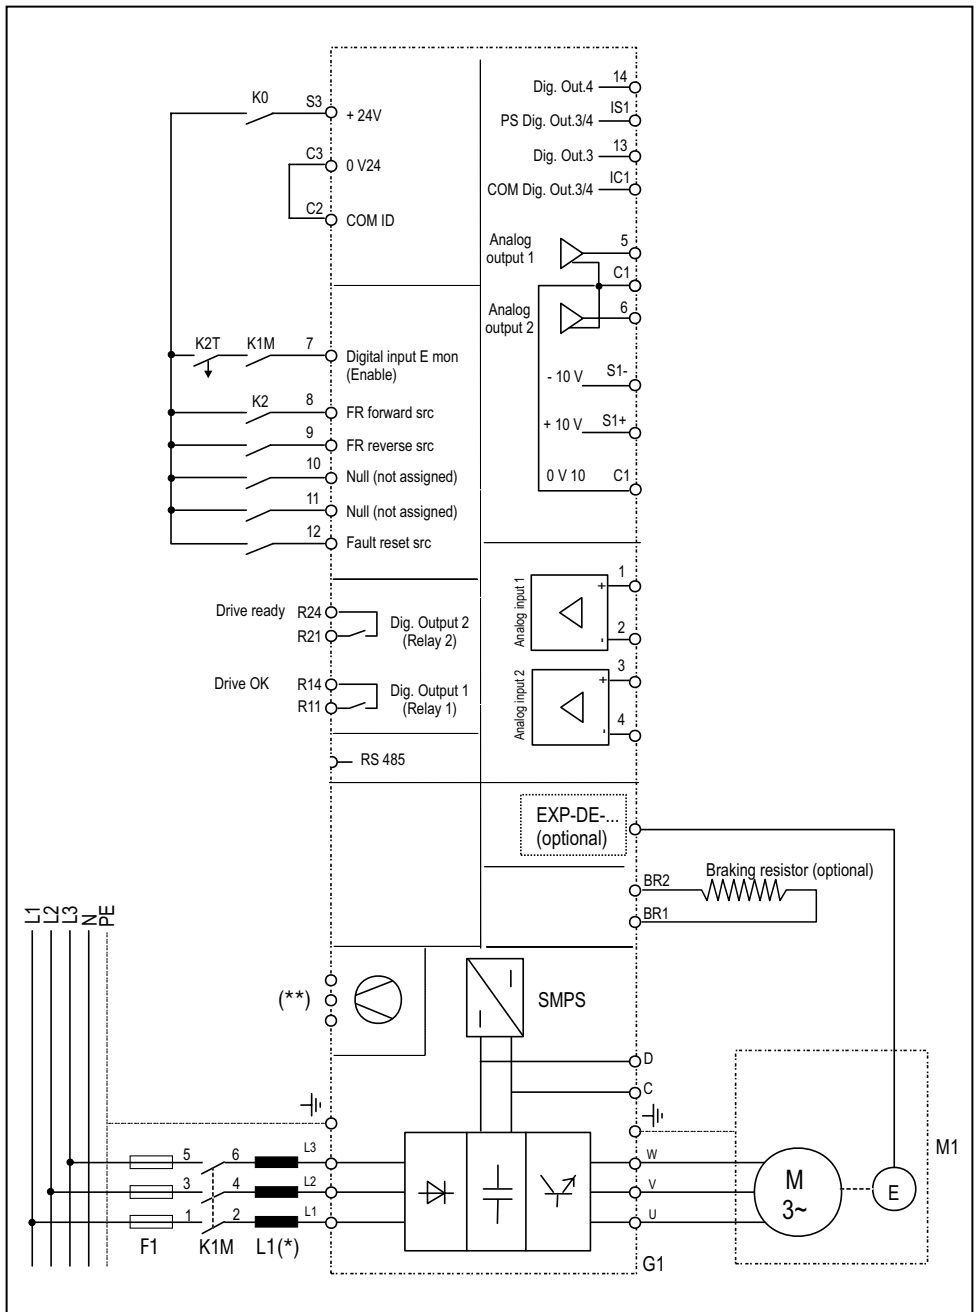 K0 S3 + 24V
C3 0 V24
C2 COM ID
K2T K1M 7 Digital input E mon
(Enable)
K2 8 FR forward src
9 FR reverse src
10 Null (not assigned)
11 Null (not assigned)
12 Fault reset src
Drive ready R24
R21
Dig. Output 2
(Relay 2)
Drive OK R14
R11
Dig. Output 1
(Relay 1)
RS 485
Dig. Out.4 14
PS Dig. Out.3/4 IS1
Dig. Out.3 13
COM Dig. Out.3/4 IC1
Analog
output 1
5
C1
Analog
output 2
6
- 10 V S1-
+ 10 V S1+
0 V 10 C1
Analog input 1
+ 1
- 2
Analog input 2
+ 3
- 4
EXP-DE-...
(optional)
Braking resistor (optional)
BR2
BR1
L1
L2
L3
N
PE
(**)
SMPS
D
C
5 6 L3
3 4 L2
1 2 L1
F1 K1M L1(*)
W
V
U
G1
M
3~
E
M1